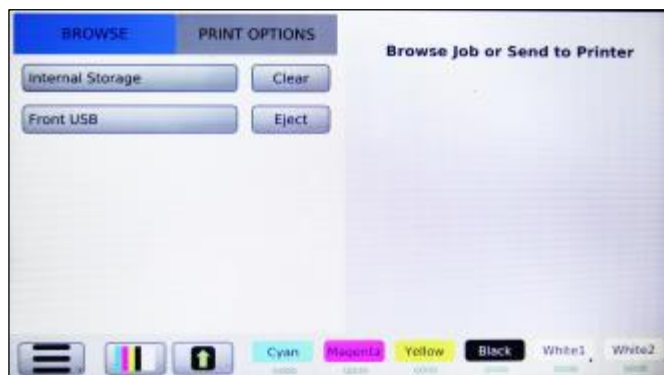 BROWSE
PRINT OPTIONS
Browse Job or Send to Printer
Internal Storage
Clear
Front USB
Eject
Cyan
Magenta
Yellow
Black
White1
White2